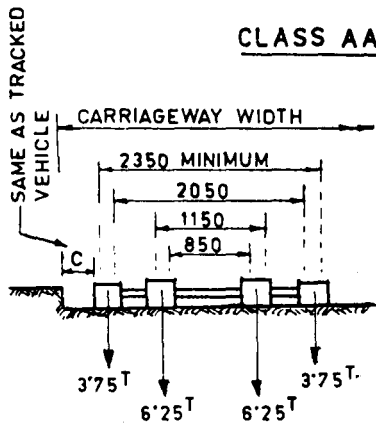 CLASS AA
SAME AS TRACKED
VEHICLE
CARRIAGEWAY WIDTH
2350 MINIMUM
2050
1150
850
C
3·75T
6·25T
6·25T
3·75T.